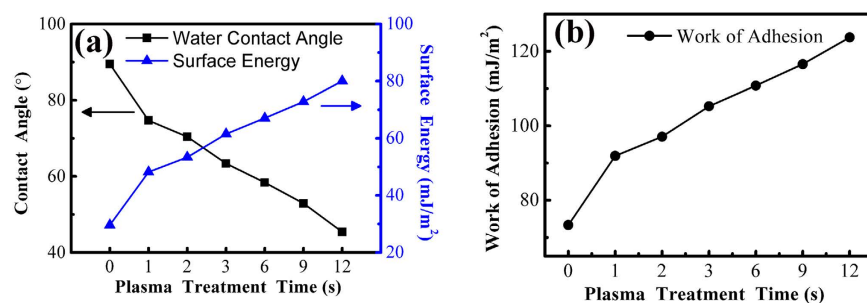 (a)
Water Contact Angle
Surface Energy
Contact Angle (°)
100
80
60
40
Surface Energy (mJ/m²)
100
80
60
40
20
0 1 2 3 6 9 12
Plasma Treatment Time (s)
(b)
Work of Adhesion
Work of Adhesion (mJ/m²)
120
100
80
0 1 2 3 6 9 12
Plasma Treatment Time (s)